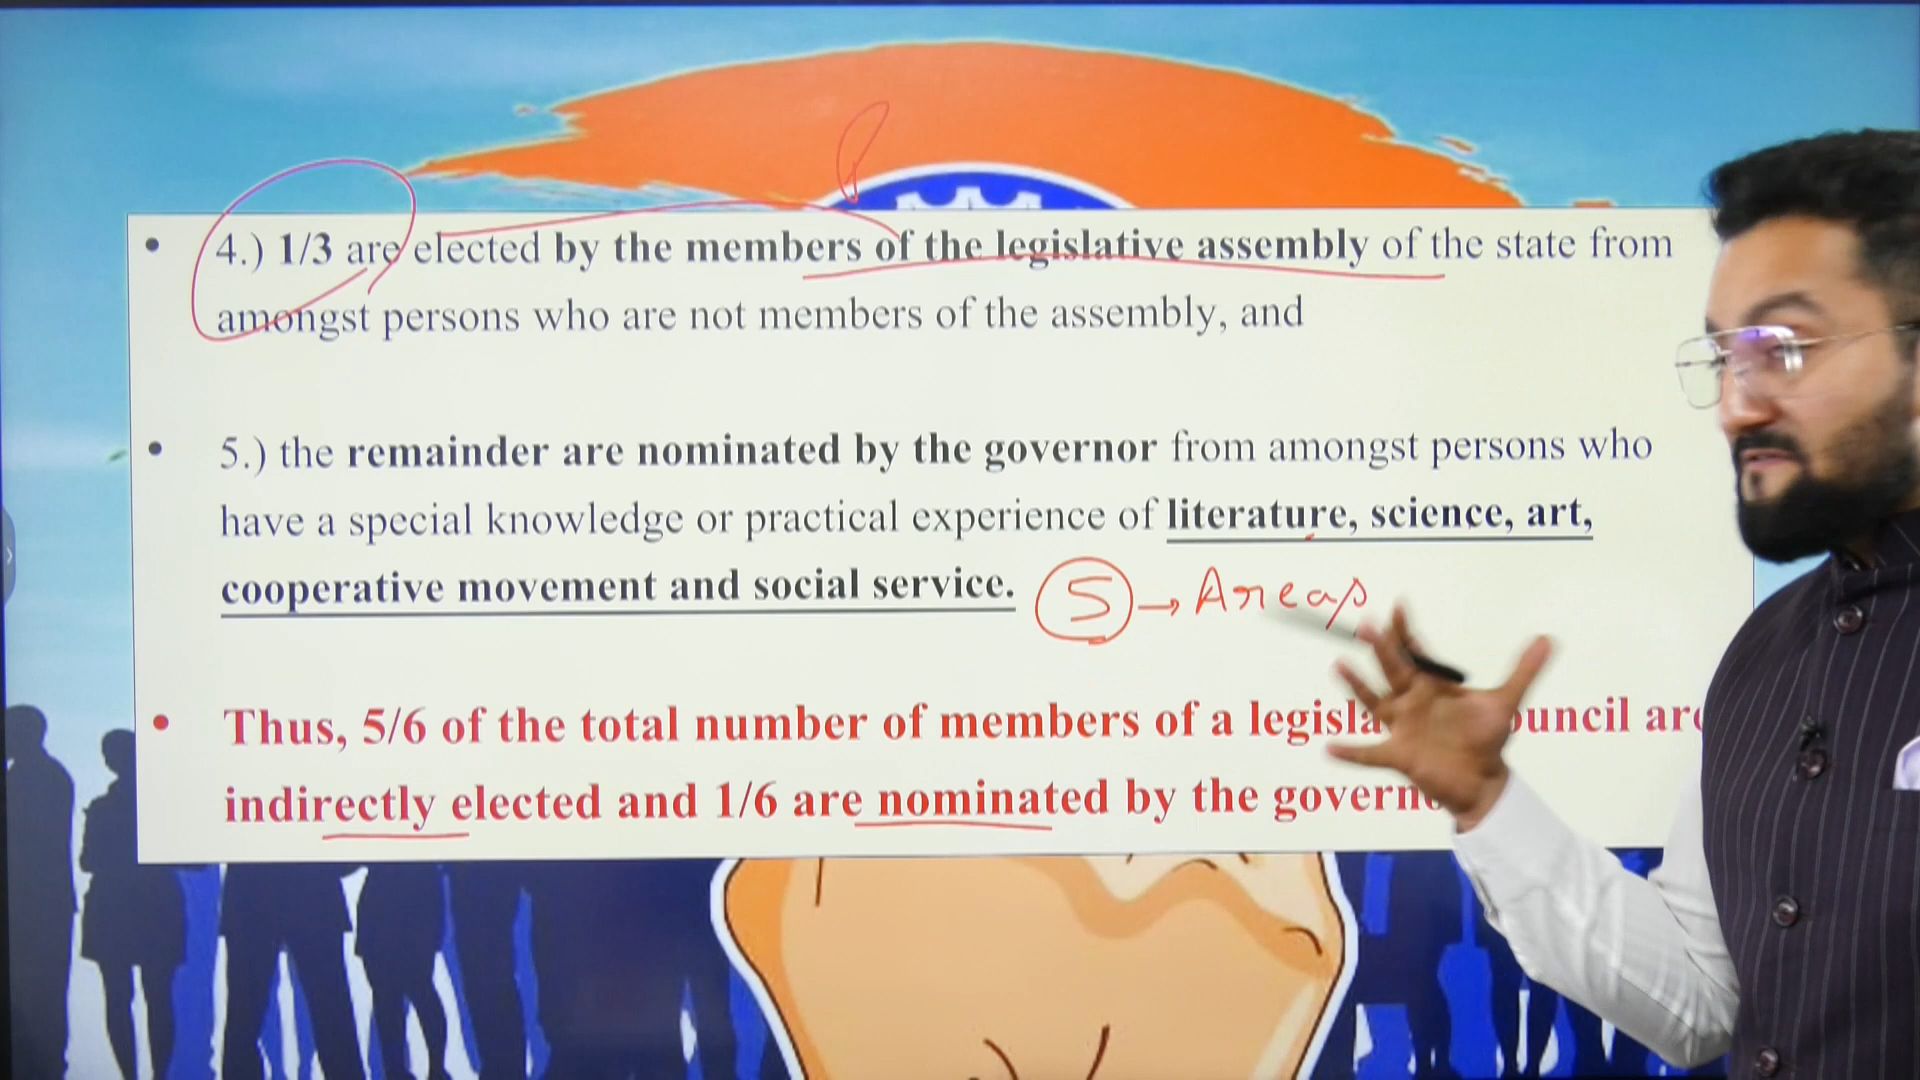 • 4.) 1/3 are elected by the members of the legislative assembly of the state from
amongst persons who are not members of the assembly, and
• 5.) the remainder are nominated by the governor from amongst persons who
have a special knowledge or practical experience of literature, science, art,
cooperative movement and social service. 5 → Areas
• Thus, 5/6 of the total number of members of a
indirectly elected and 1/6 are nominated by the